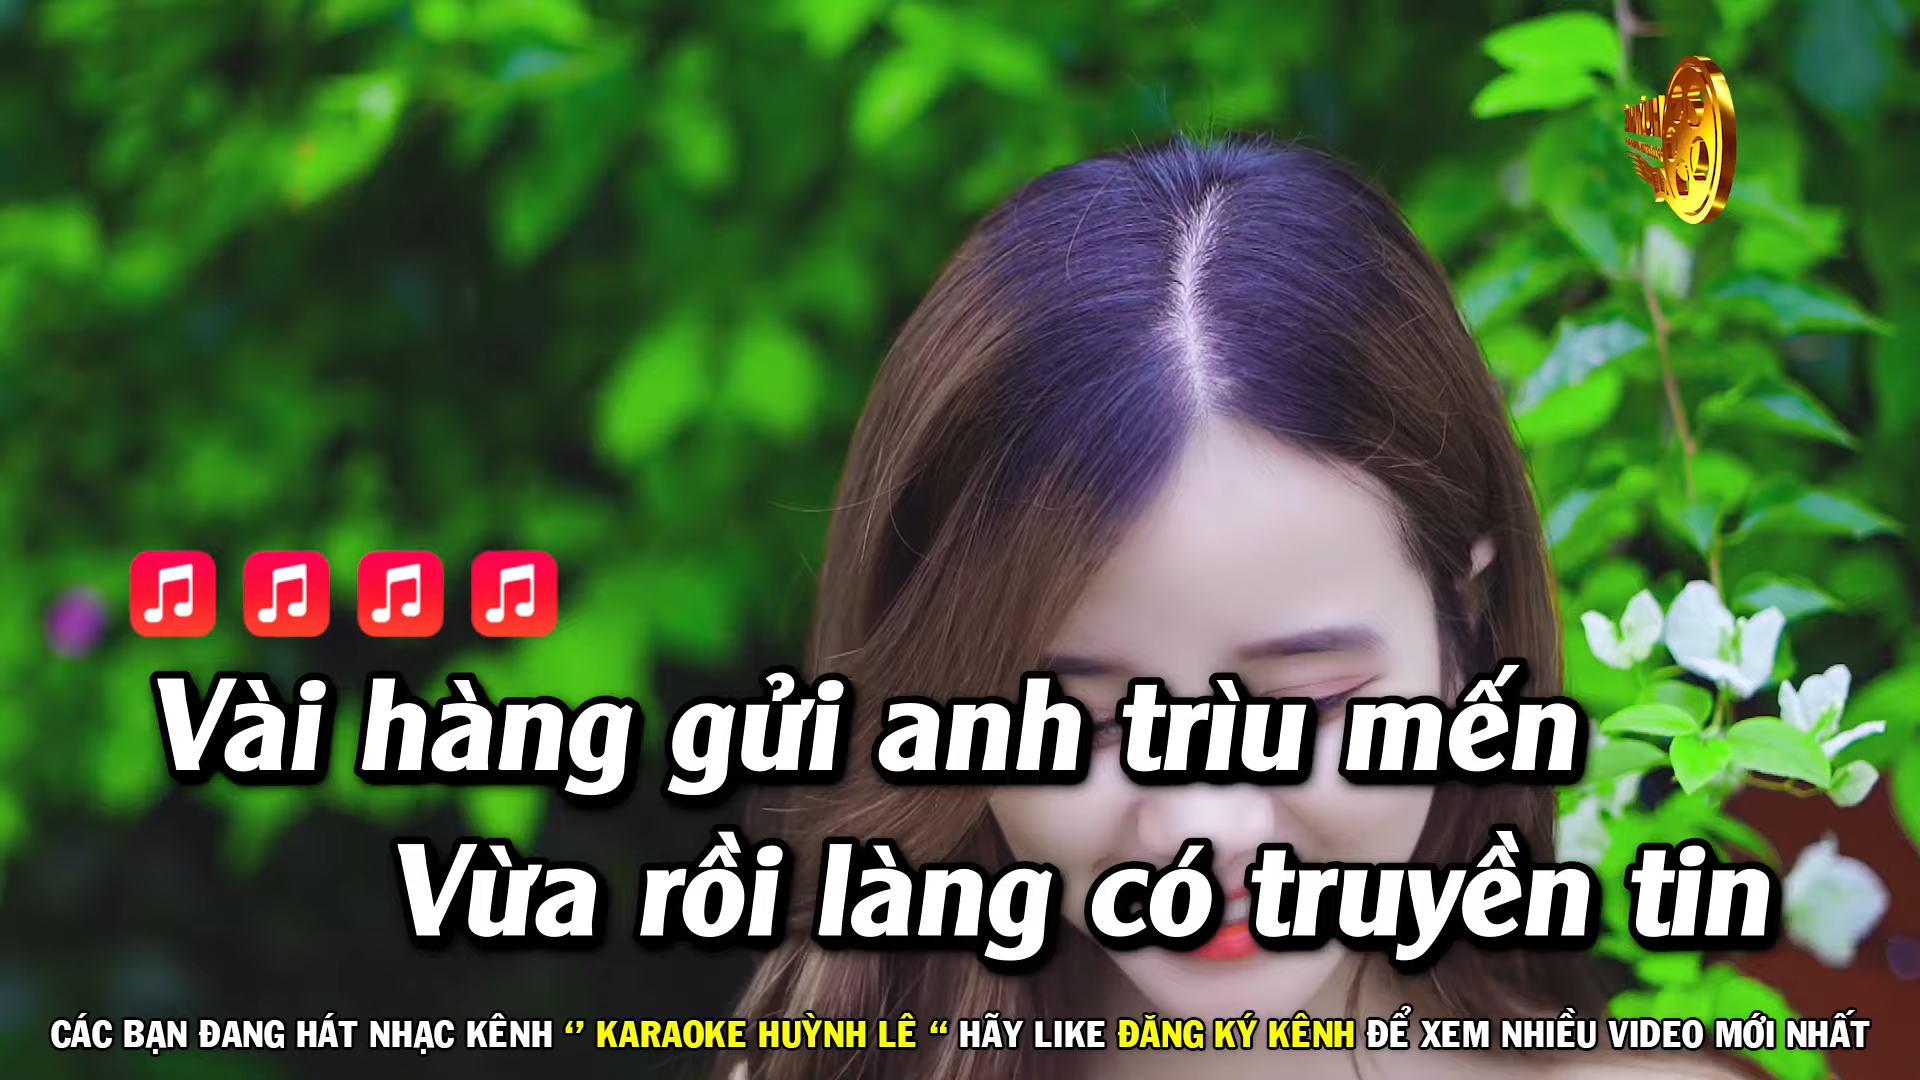 Vài hàng gửi anh trìu mến
Vừa rồi làng có truyền tin
CÁC BẠN ĐANG HÁT NHẠC KÊNH ‘’ KARAOKE HUỲNH LÊ “ HÃY LIKE ĐĂNG KÝ KÊNH ĐỂ XEM NHIỀU VIDEO MỚI NHẤT